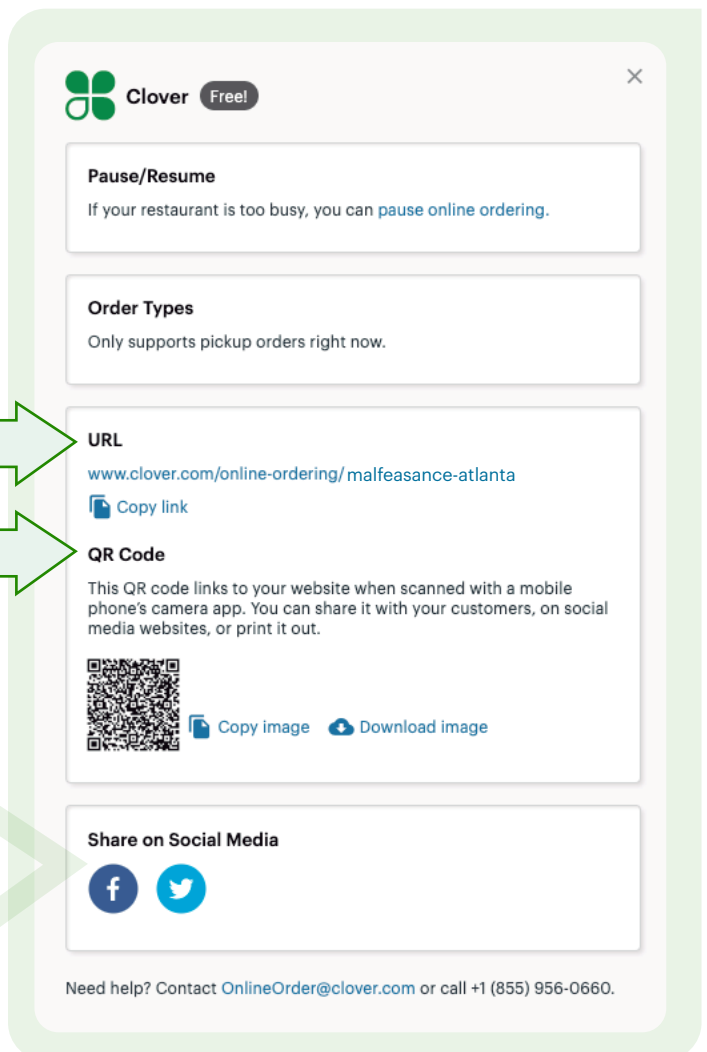 Clover Free!
Pause/Resume
If your restaurant is too busy, you can pause online ordering.
Order Types
Only supports pickup orders right now.
URL
www.clover.com/online-ordering/malfeasance-atlanta
Copy link
QR Code
This QR code links to your website when scanned with a mobile
phone's camera app. You can share it with your customers, on social
media websites, or print it out.
Copy image Download image
Share on Social Media
Need help? Contact OnlineOrder@clover.com or call +1 (855) 956-0660.